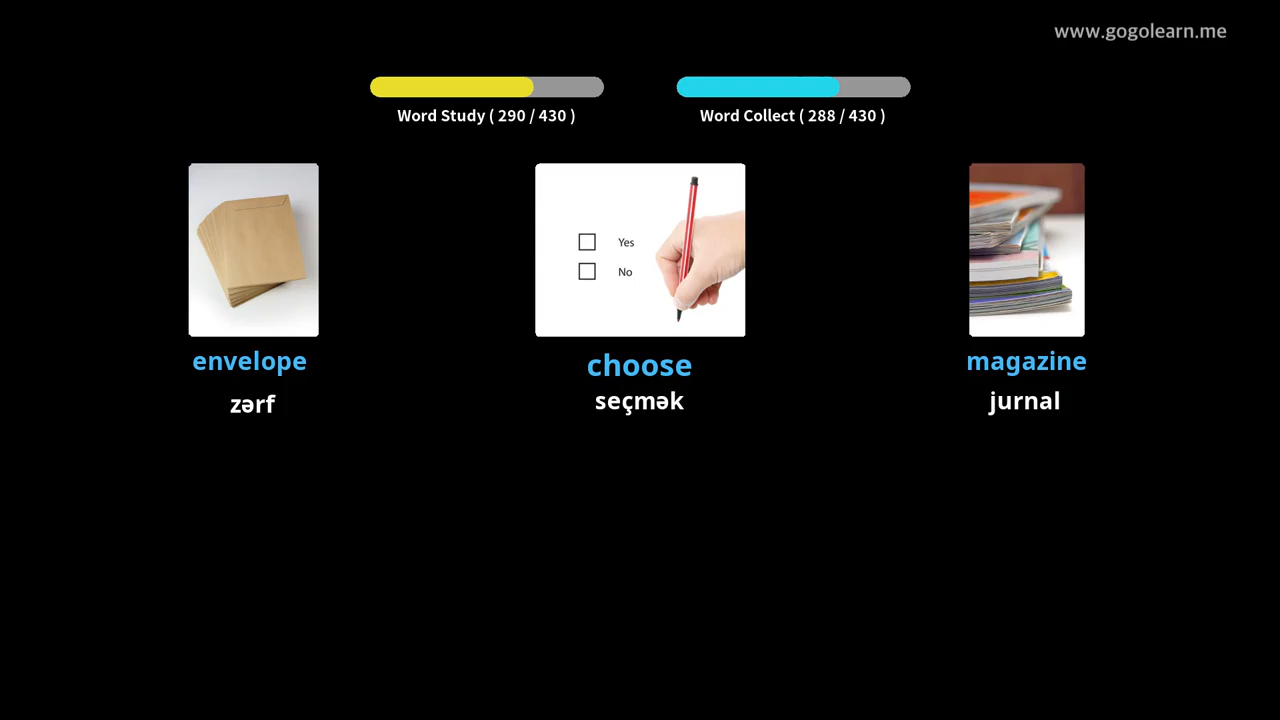 www.gogolearn.me
Word Study ( 290 / 430 )
Word Collect ( 288 / 430 )
Yes
No
envelope
choose
magazine
zərf
seçmək
jurnal